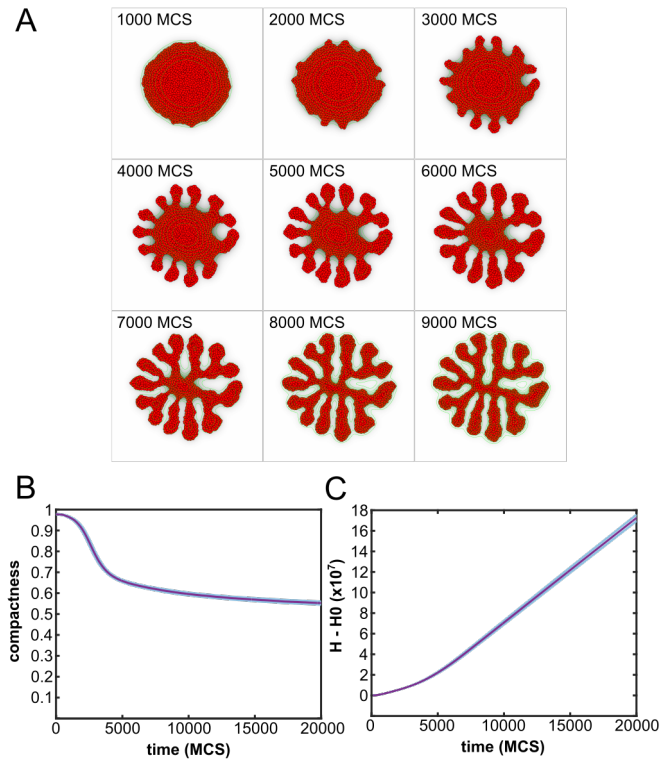 A
1000 MCS
2000 MCS
3000 MCS
4000 MCS
5000 MCS
6000 MCS
7000 MCS
8000 MCS
9000 MCS
B
compactness
1
0.9
0.8
0.7
0.6
0.5
0.4
0.3
0.2
0.1
0 5000 10000 15000 20000
time (MCS)
C
H - H0 (x10⁷)
18
16
14
12
10
8
6
4
2
0
0 5000 10000 15000 20000
time (MCS)